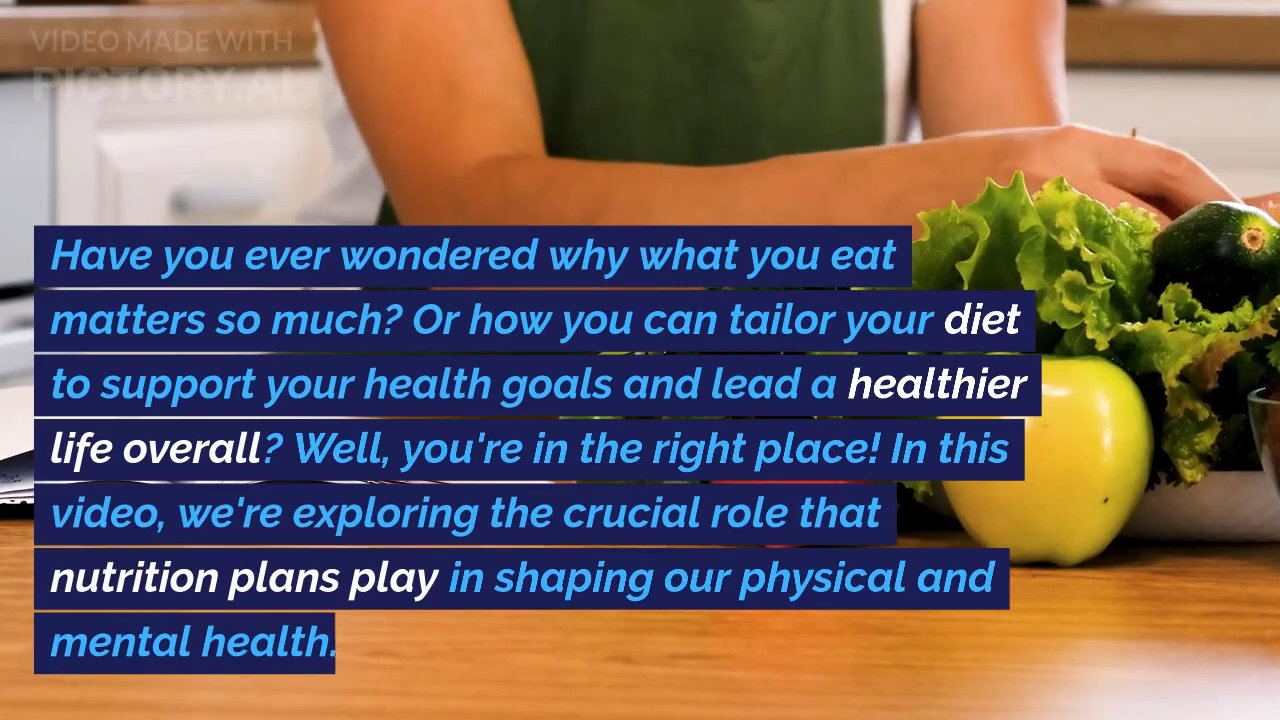 VIDEO MADE WITH
PICTORY.AI
Have you ever wondered why what you eat
matters so much? Or how you can tailor your diet
to support your health goals and lead a healthier
life overall? Well, you're in the right place! In this
video, we're exploring the crucial role that
nutrition plans play in shaping our physical and
mental health.